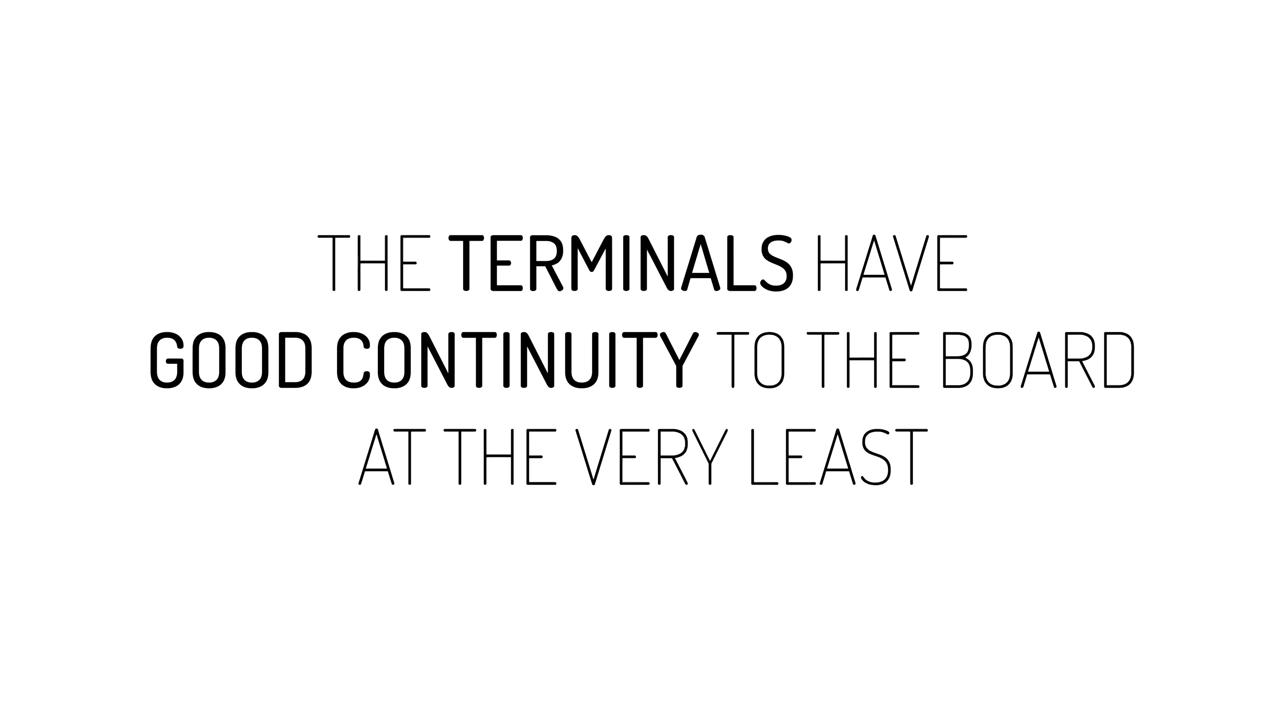 THE TERMINALS HAVE
GOOD CONTINUITY TO THE BOARD
AT THE VERY LEAST